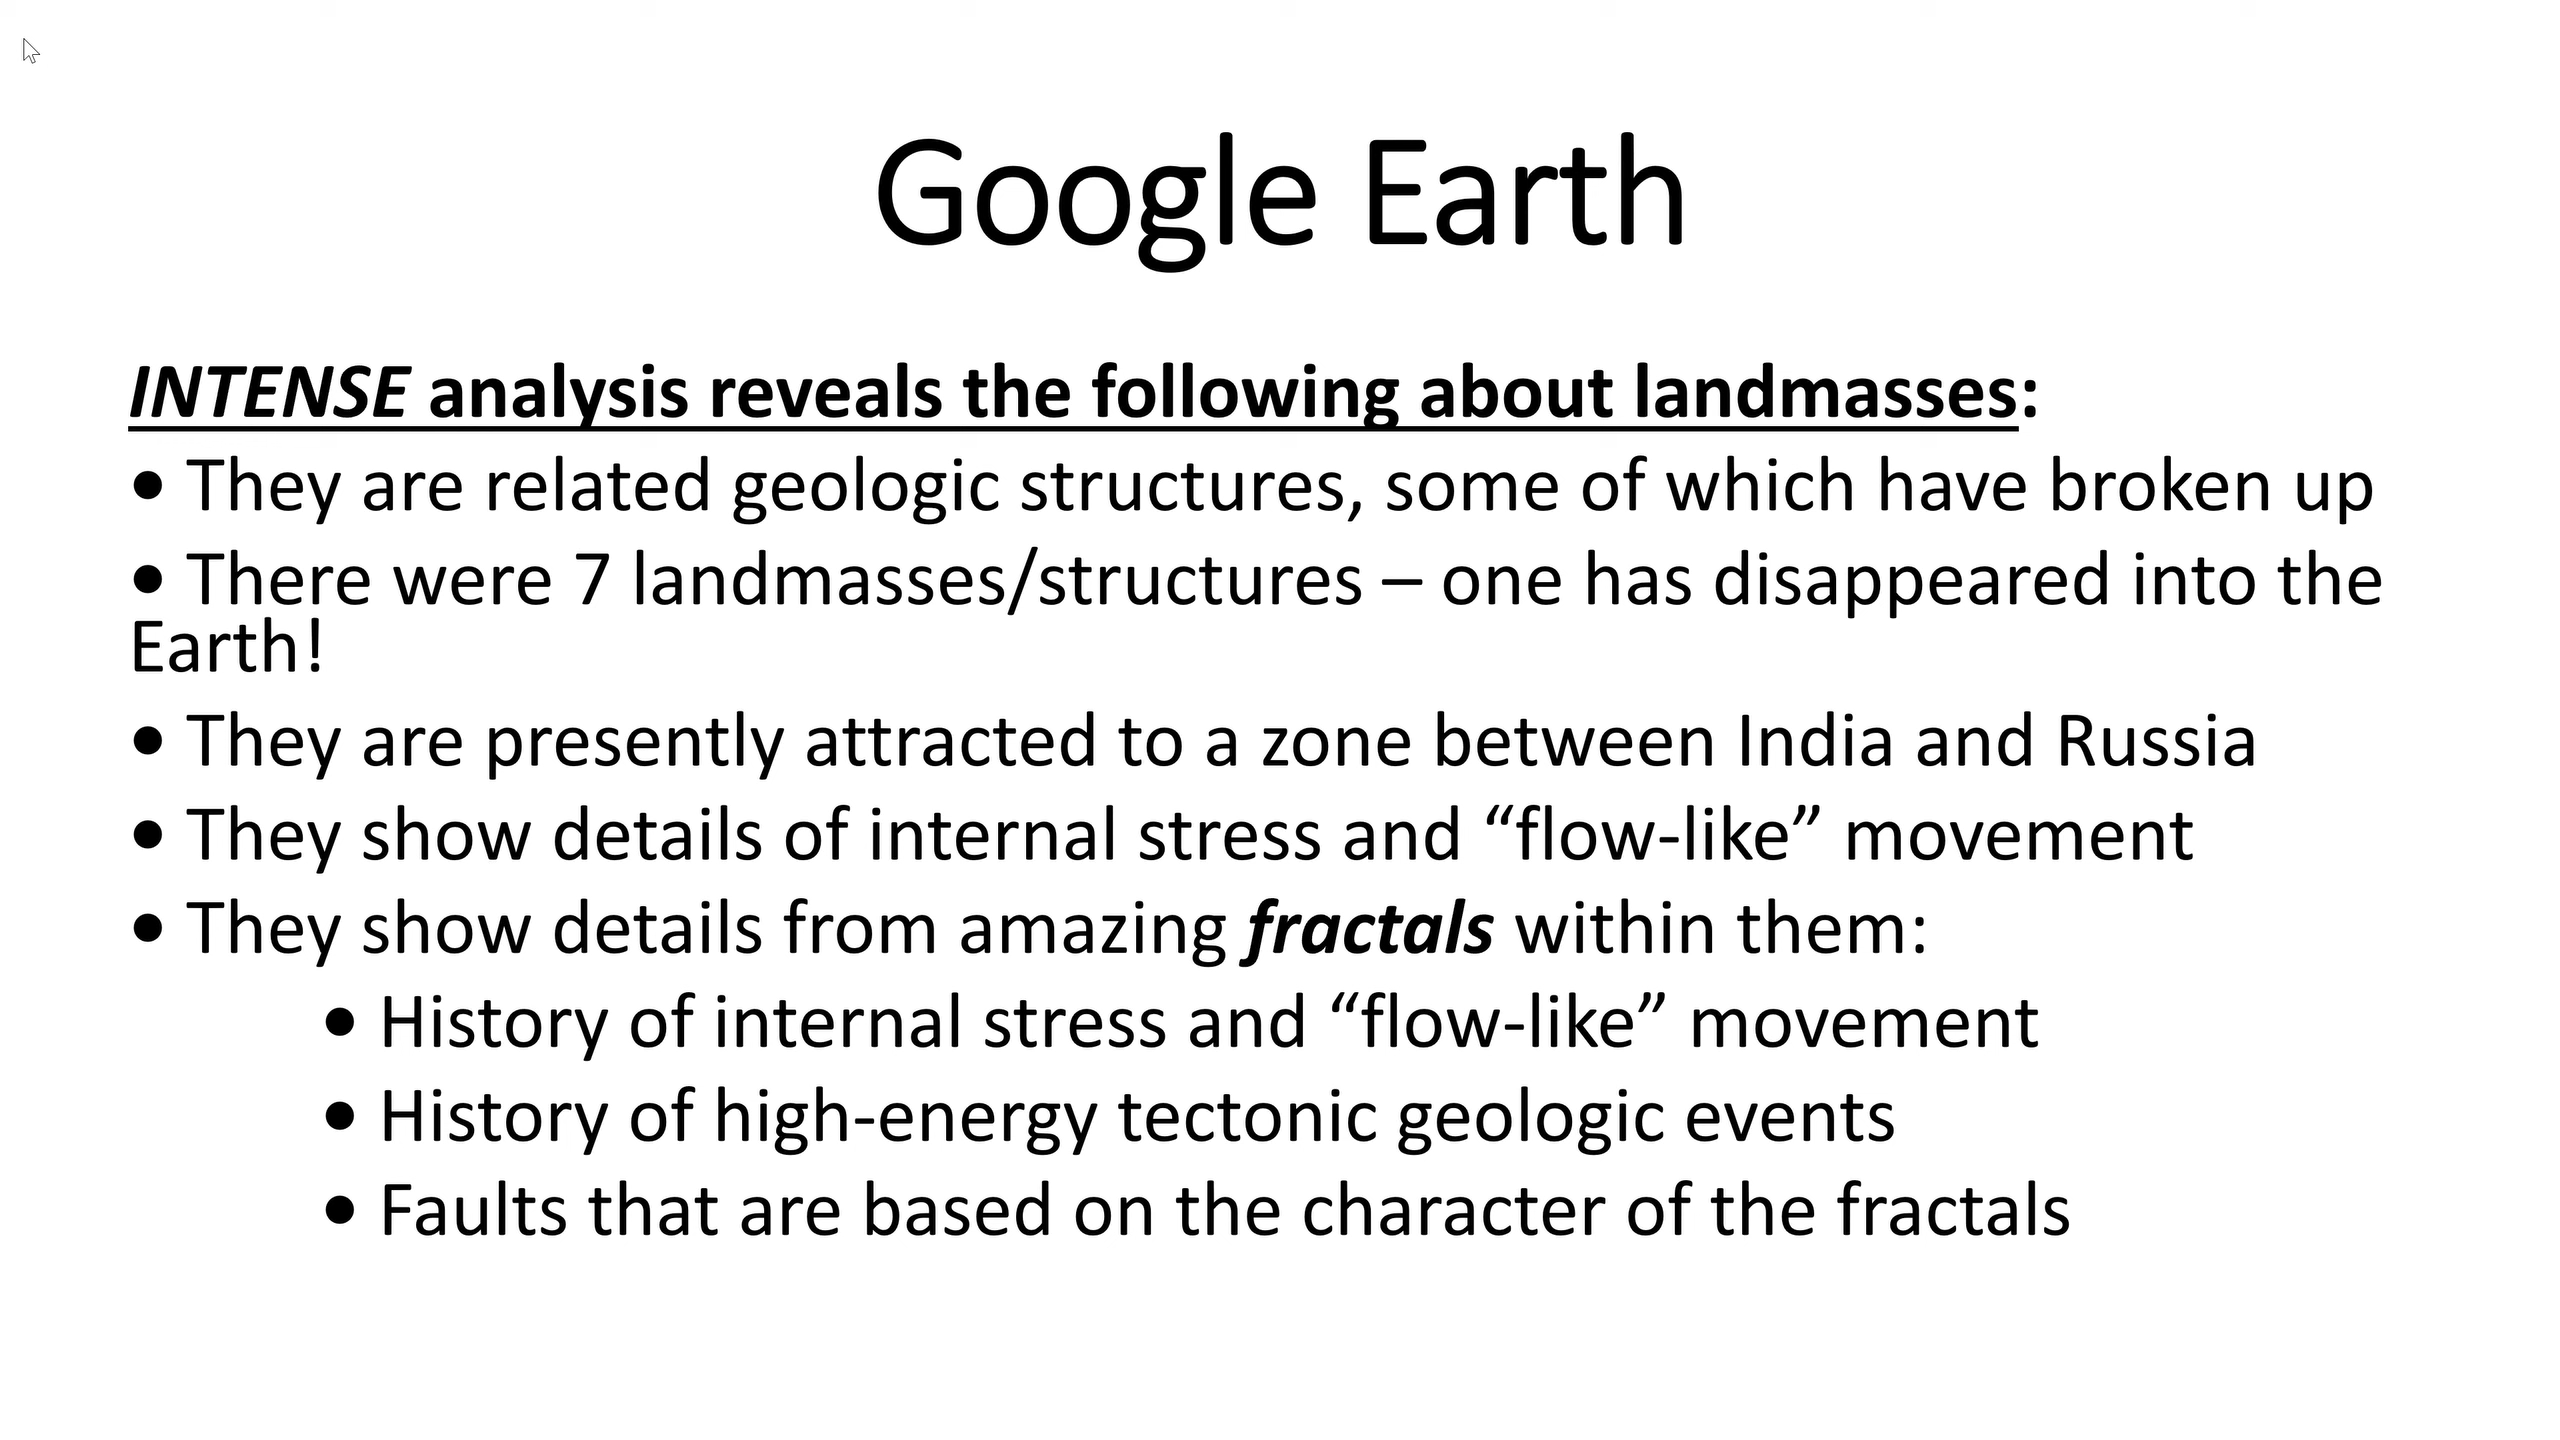 Google Earth
INTENSE analysis reveals the following about landmasses:
• They are related geologic structures, some of which have broken up
• There were 7 landmasses/structures – one has disappeared into the
Earth!
• They are presently attracted to a zone between India and Russia
• They show details of internal stress and “flow-like” movement
• They show details from amazing fractals within them:
• History of internal stress and “flow-like” movement
• History of high-energy tectonic geologic events
• Faults that are based on the character of the fractals